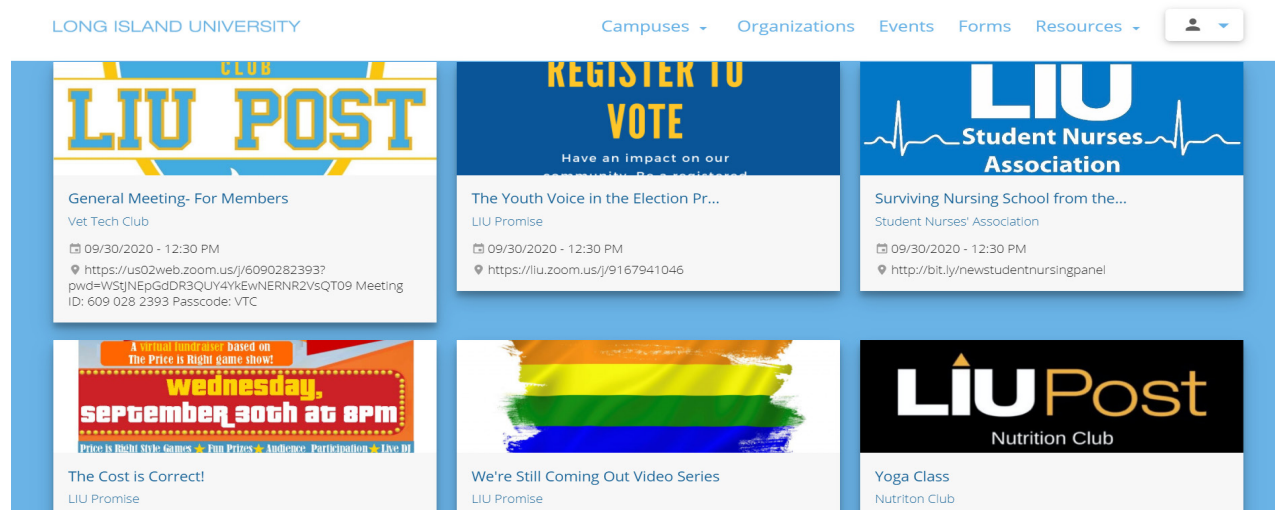 LONG ISLAND UNIVERSITY
Campuses
Organizations
Events
Forms
Resources
CLUB
LIU POST
General Meeting- For Members
Vet Tech Club
09/30/2020 - 12:30 PM
https://us02web.zoom.us/j/6090282393?
pwd=WStJNEpGdDR3QUY4YkEwNERNR2VsQT09 Meeting
ID: 609 028 2393 Passcode: VTC
REGISTER TO
VOTE
Have an impact on our
community. Be a registered
The Youth Voice in the Election Pr...
LIU Promise
09/30/2020 - 12:30 PM
https://liu.zoom.us/j/9167941046
LIU
Student Nurses
Association
Surviving Nursing School from the...
Student Nurses' Association
09/30/2020 - 12:30 PM
http://bit.ly/newstudentnursingpanel
A virtual fundraiser based on
The Price is Right game show!
wednesday,
september 30th at 8pm
Price is Right Style Games ★ Fun Prizes ★ Audience Participation ★ Live DJ
The Cost is Correct!
LIU Promise
We're Still Coming Out Video Series
LIU Promise
LIU Post
Nutrition Club
Yoga Class
Nutriton Club